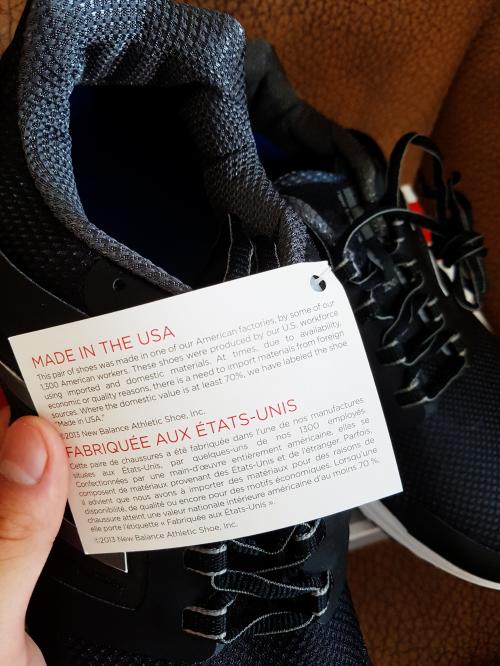 MADE IN THE USA
This pair of shoes was made in one of our American factories, by some of our
1,300 American workers. These shoes were produced by our U.S. workforce
using imported and domestic materials. At times, due to availability,
economic or quality reasons, there is a need to import materials from foreign
sources. Where the domestic value is at least 70%, we have labeled the shoe
"Made in USA."
©2013 New Balance Athletic Shoe, Inc.
FABRIQUÉE AUX ÉTATS-UNIS
Cette paire de chaussures a été fabriquée dans l'une de nos manufactures
situées aux États-Unis, par quelques-uns de nos 1300 employés.
Confectionnées par une main-d'œuvre entièrement américaine, elles se
composent de matériaux provenant des États-Unis et de l'étranger. Parfois,
il advient que nous avons à importer des matériaux pour des raisons de
disponibilité, de qualité ou encore pour des motifs économiques. Lorsqu'une
chaussure atteint une valeur nationale intérieure américaine d'au moins 70 %,
elle porte l'étiquette « Fabriquée aux États-Unis ».
©2013 New Balance Athletic Shoe, Inc.